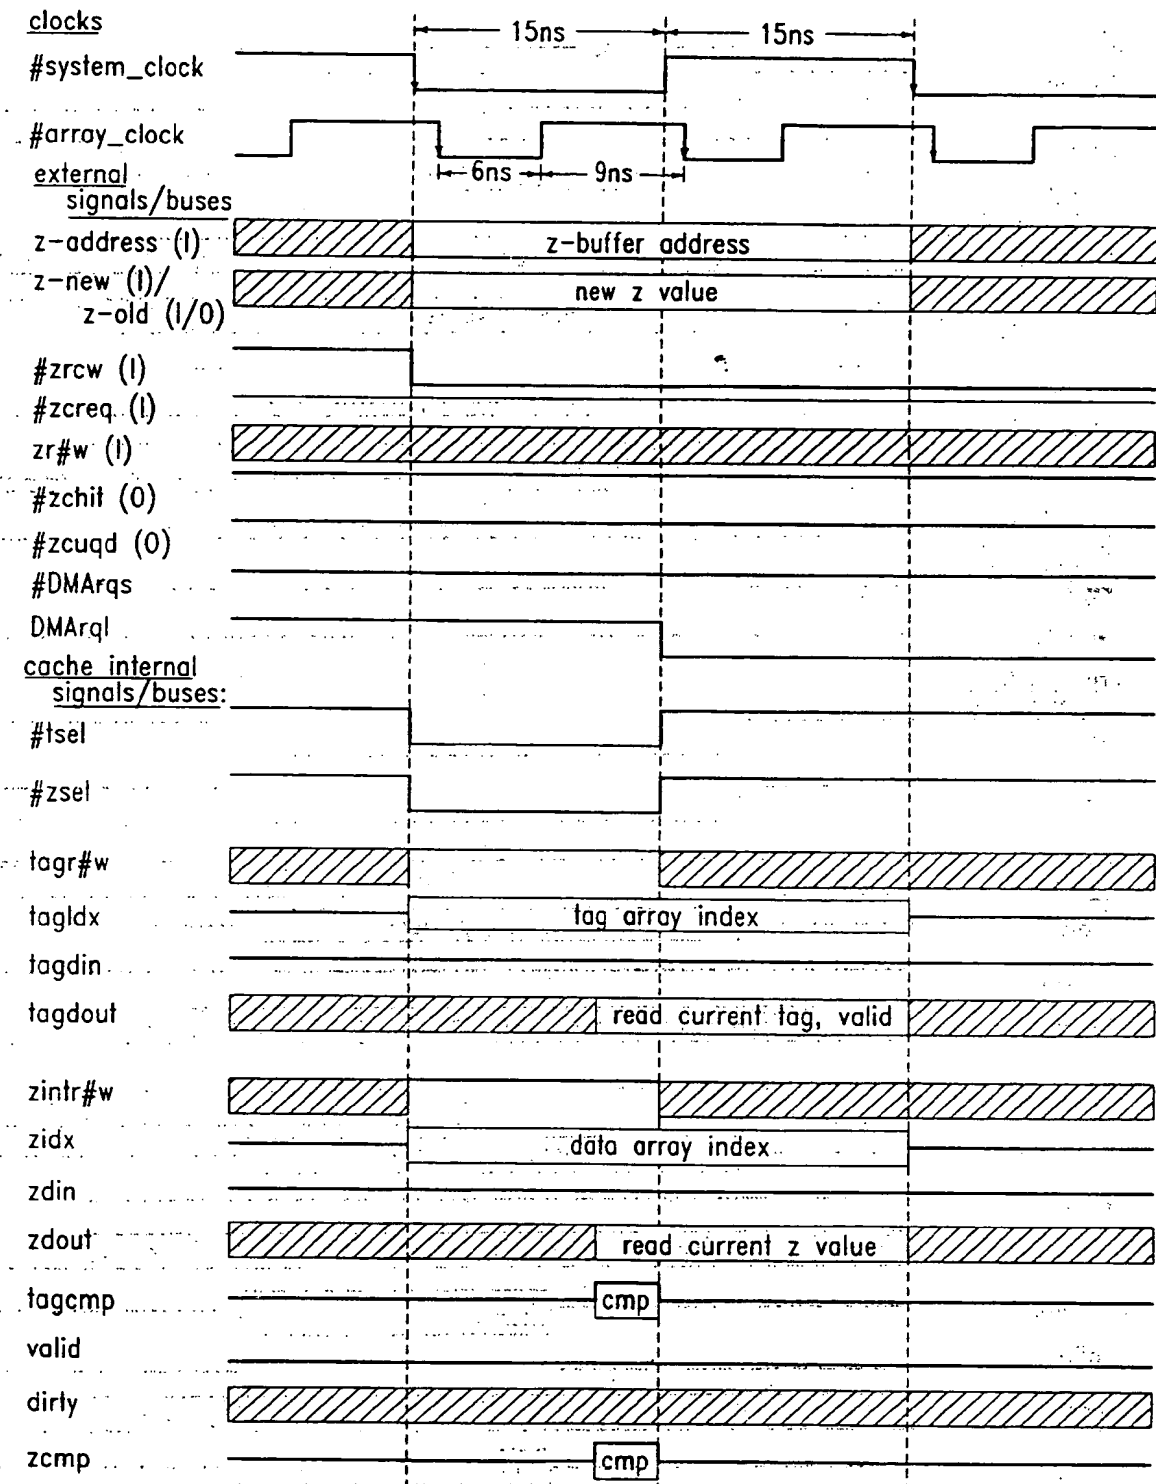 clocks
15ns 15ns
#system_clock
#array_clock
6ns 9ns
external
signals/buses
z-address (I) z-buffer address
z-new (I)/ new z value
z-old (I/O)
#zrcw (I)
#zcreq (I)
zr#w (I)
#zchit (O)
#zcuqd (O)
#DMArqs
DMArql
cache internal
signals/buses:
#tsel
#zsel
tagr#w
tagIdx tag array index
tagdin
tagdout read current tag, valid
zintr#w
zidx data array index
zdin
zdout read current z value
tagcmp cmp
valid
dirty
zcmp cmp